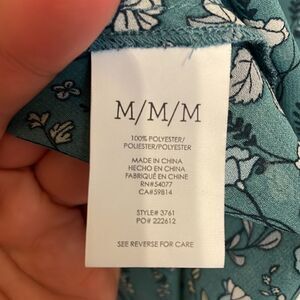 M/M/M
100% POLYESTER/
POLIESTER/POLYESTER
MADE IN CHINA
HECHO EN CHINA
FABRIQUÉ EN CHINE
RN#54077
CA#59814
STYLE# 3761
PO# 222612
SEE REVERSE FOR CARE